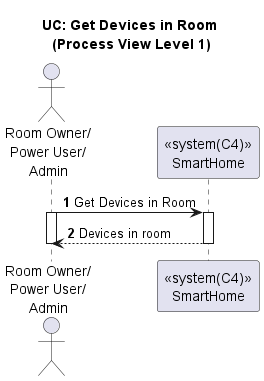 UC: Get Devices in Room
(Process View Level 1)
Room Owner/
Power User/
Admin
«system(C4)»
SmartHome
1 Get Devices in Room
2 Devices in room
Room Owner/
Power User/
Admin
«system(C4)»
SmartHome